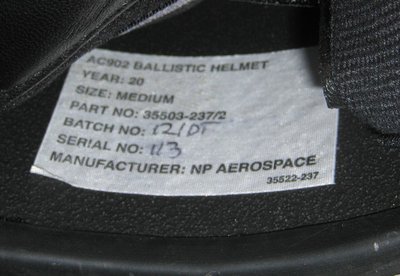 AC902 BALLISTIC HELMET
YEAR: 20
SIZE: MEDIUM
PART NO: 35503-237/2
BATCH NO:
SERIAL NO: 113
MANUFACTURER: NP AEROSPACE
35522-237